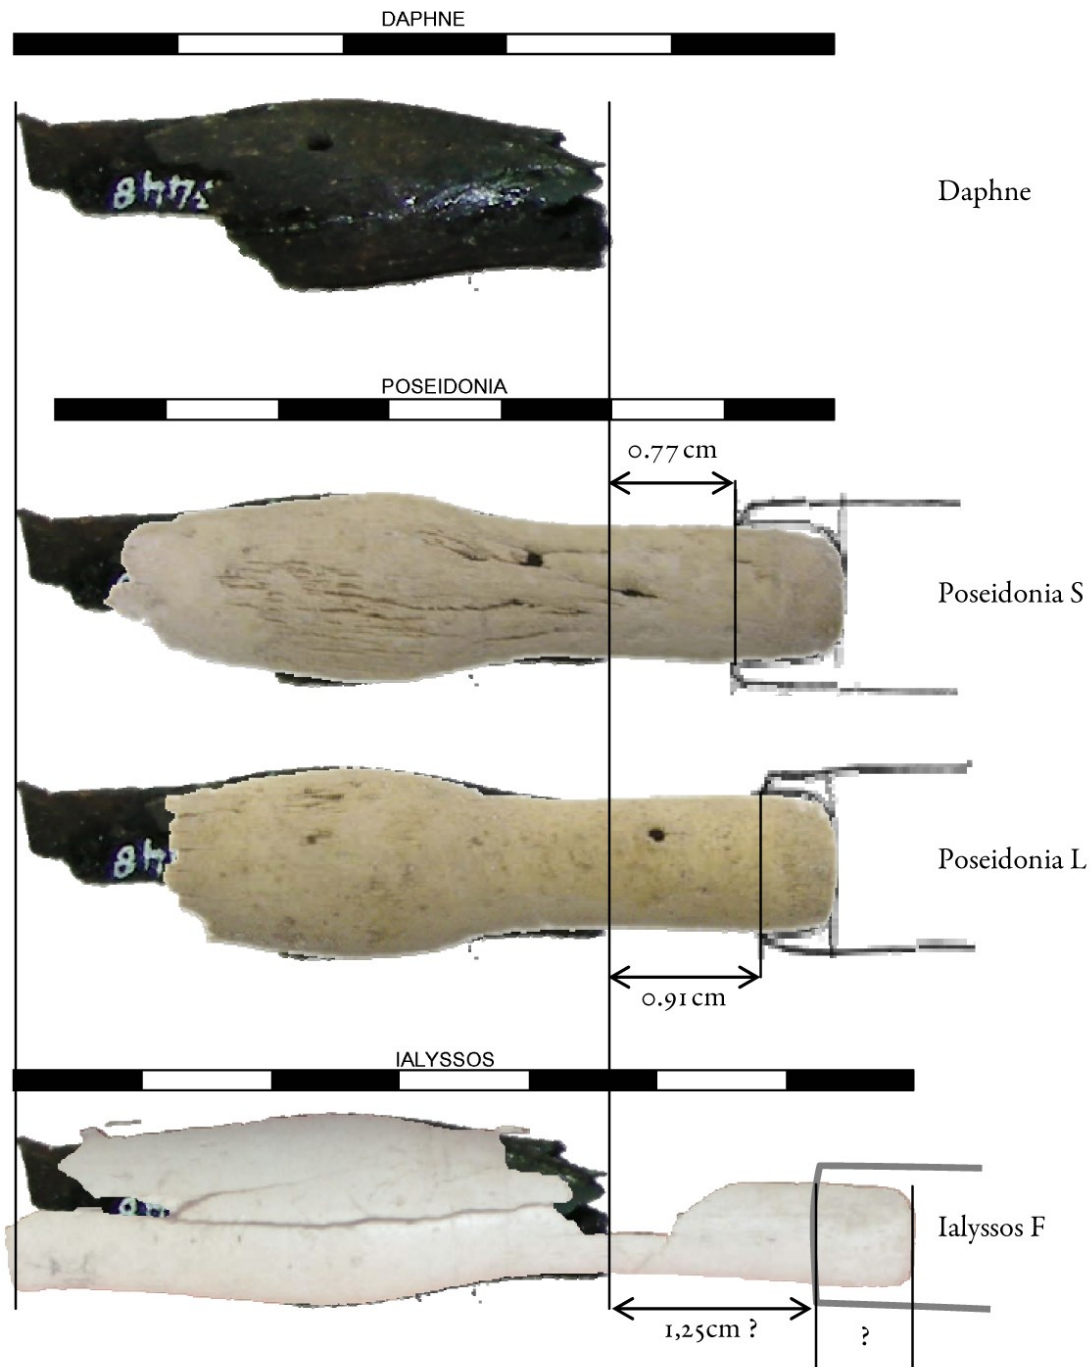 DAPHNE
Daphne
POSEIDONIA
0.77 cm
Poseidonia S
Poseidonia L
0.91 cm
IALYSSOS
Ialyssos F
1,25cm ?
?